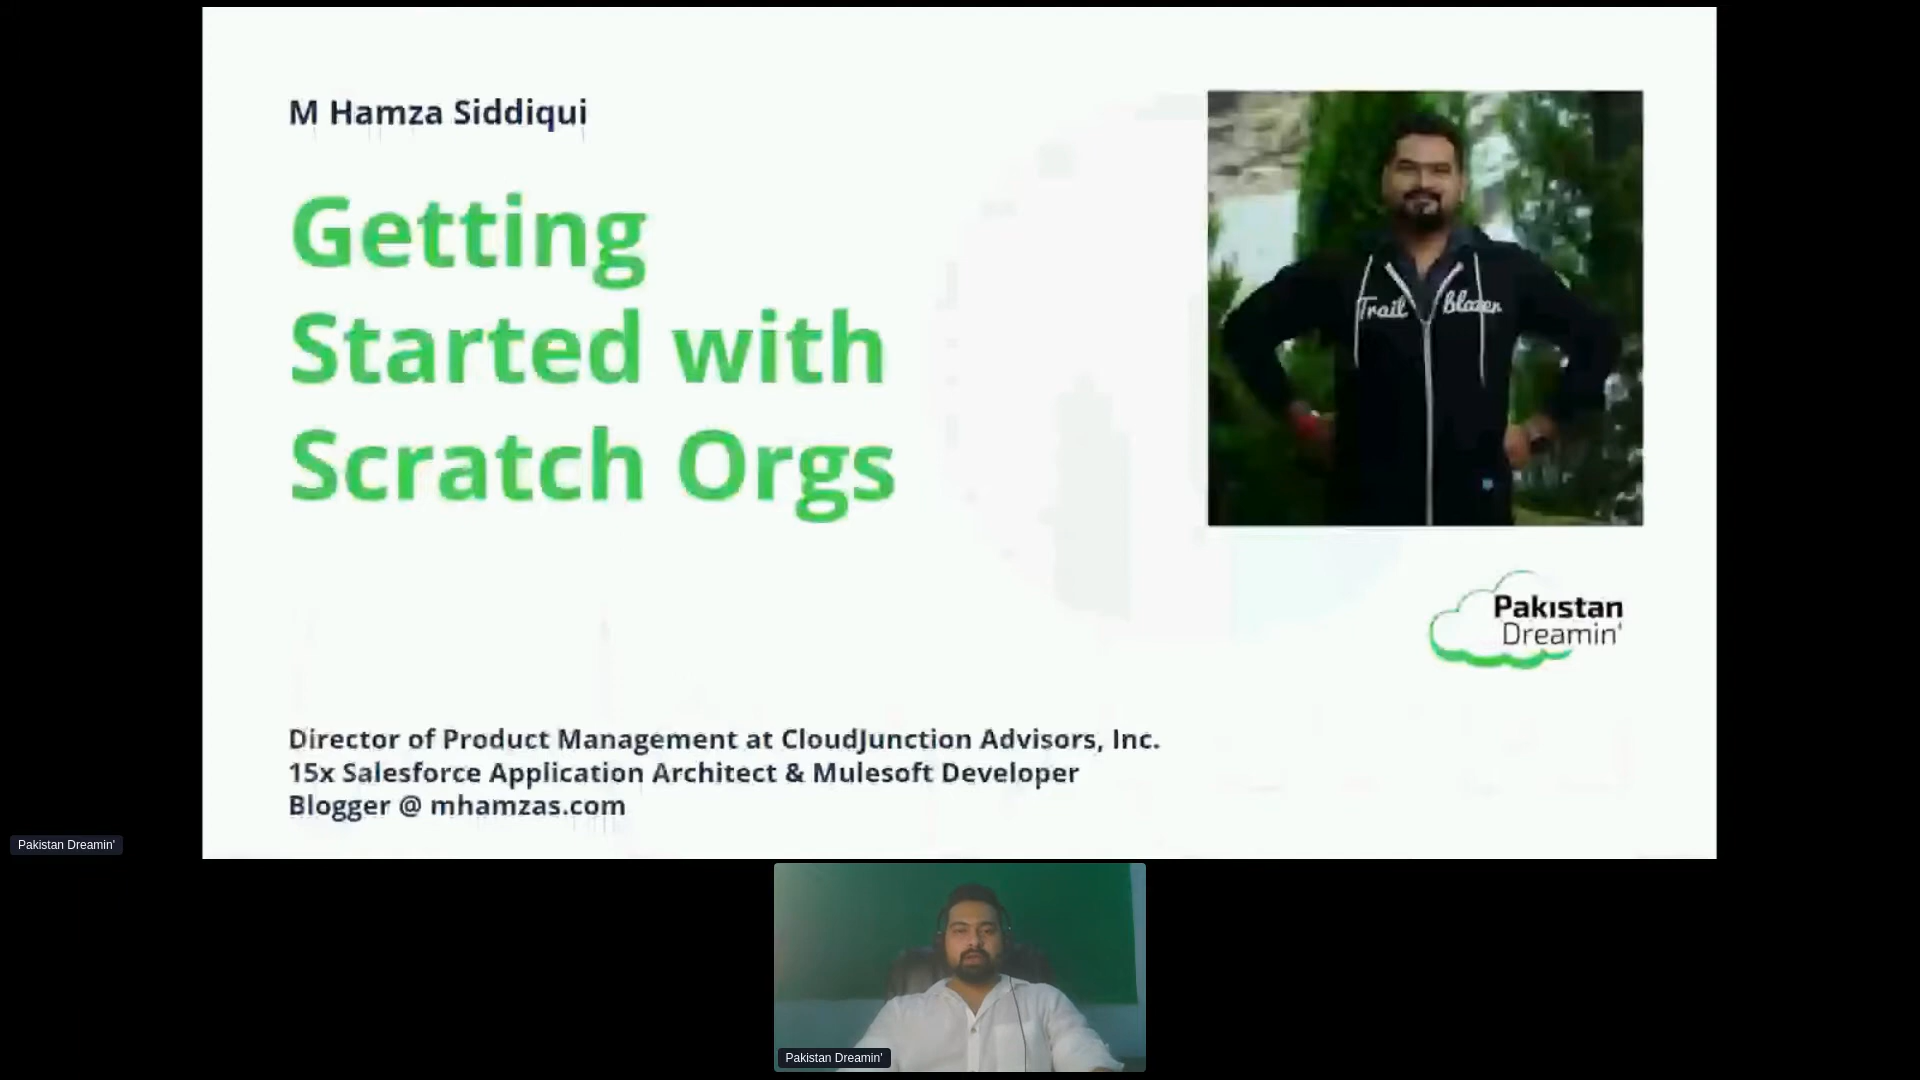 M Hamza Siddiqui
Getting
Started with
Scratch Orgs
Trail Blazer
Pakistan
Dreamin'
Director of Product Management at CloudJunction Advisors, Inc.
15x Salesforce Application Architect & Mulesoft Developer
Blogger @ mhamzas.com
Pakistan Dreamin'
Pakistan Dreamin'